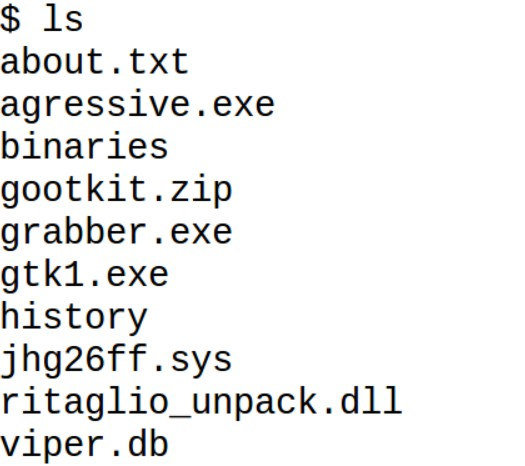 $ ls
about.txt
agressive.exe
binaries
gootkit.zip
grabber.exe
gtk1.exe
history
jhg26ff.sys
ritaglio_unpack.dll
viper.db